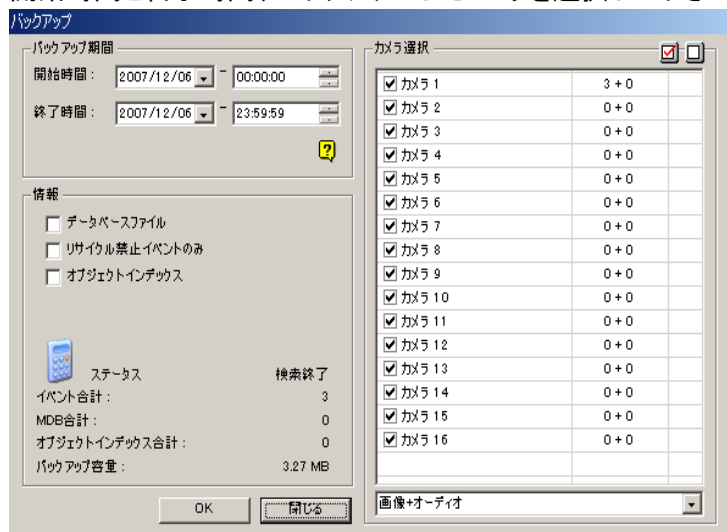 バックアップ
バックアップ期間
開始時間： 2007/12/06 ~ 00:00:00
終了時間： 2007/12/06 ~ 23:59:59
?
情報
データベースファイル
リサイクル禁止イベントのみ
オブジェクトインデックス
ステータス 検索終了
イベント合計： 3
MDB合計： 0
オブジェクトインデックス合計： 0
バックアップ容量： 3.27 MB
OK 閉じる
カメラ選択
カメラ 1 3 + 0
カメラ 2 0 + 0
カメラ 3 0 + 0
カメラ 4 0 + 0
カメラ 5 0 + 0
カメラ 6 0 + 0
カメラ 7 0 + 0
カメラ 8 0 + 0
カメラ 9 0 + 0
カメラ 10 0 + 0
カメラ 11 0 + 0
カメラ 12 0 + 0
カメラ 13 0 + 0
カメラ 14 0 + 0
カメラ 15 0 + 0
カメラ 16 0 + 0
画像+オーディオ